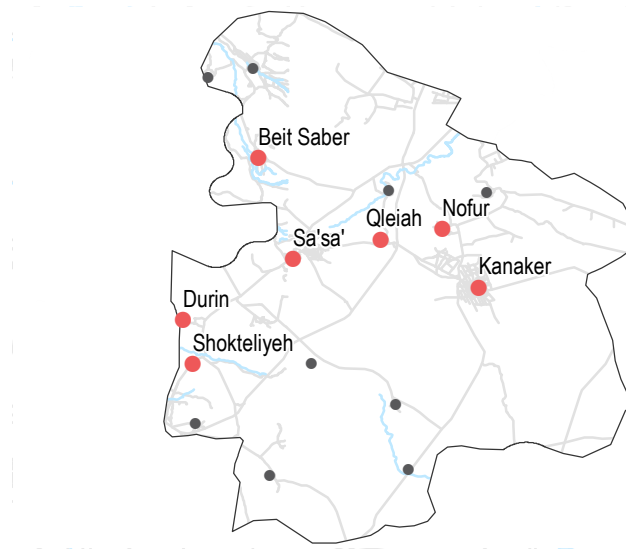 Beit Saber
Nofur
Qleiah
Sa'sa'
Kanaker
Durin
Shokteliyeh